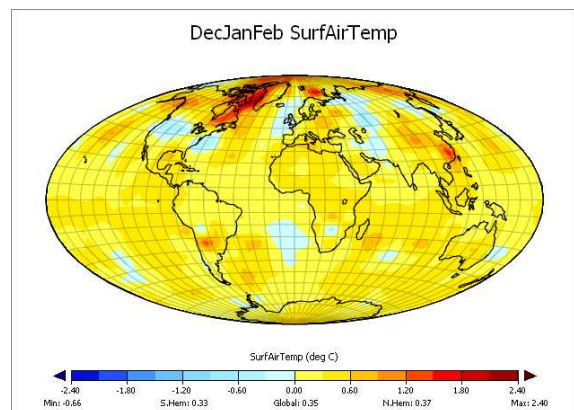 DecJanFeb SurfAirTemp
SurfAirTemp (deg C)
-2.40 -1.80 -1.20 -0.60 0.00 0.60 1.20 1.80 2.40
Min: -0.66 S.Hem: 0.33 Global: 0.35 N.Hem: 0.37 Max: 2.40